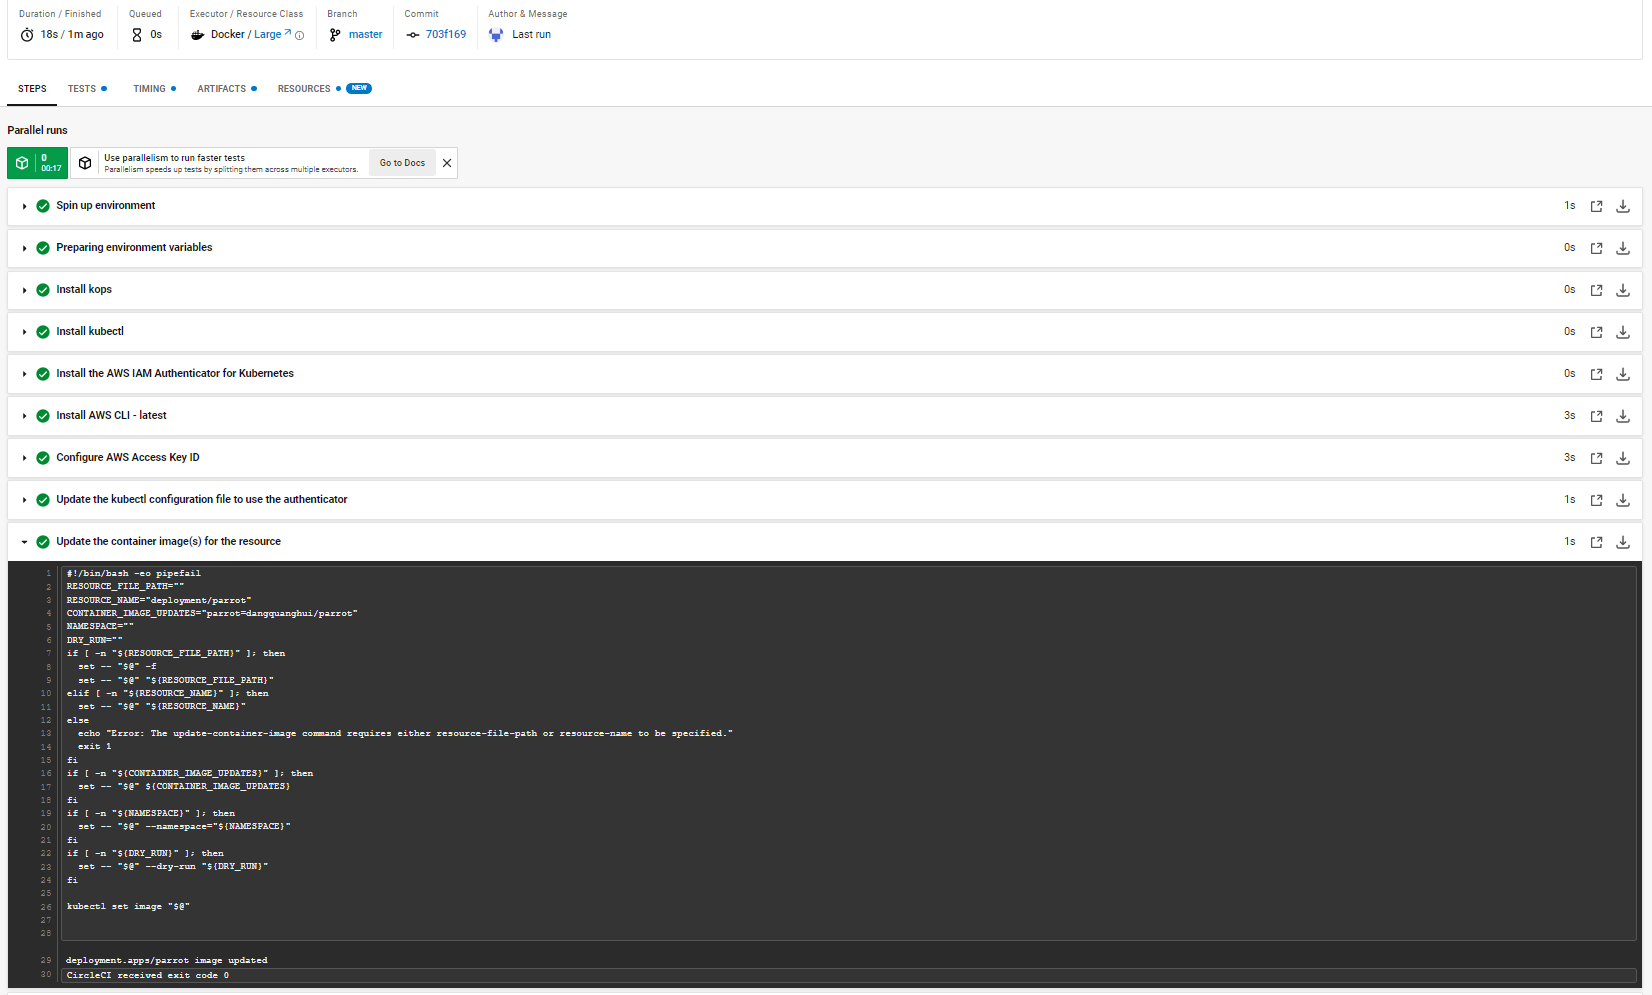 Duration / Finished
Queued
Executor / Resource Class
Branch
Commit
Author & Message
18s / 1m ago
0s
Docker / Large
master
703f169
Last run
STEPS
TESTS
TIMING
ARTIFACTS
RESOURCES
NEW
Parallel runs
0
00:17
Use parallelism to run faster tests
Parallelism speeds up tests by splitting them across multiple executors.
Go to Docs
Spin up environment 1s
Preparing environment variables 0s
Install kops 0s
Install kubectl 0s
Install the AWS IAM Authenticator for Kubernetes 0s
Install AWS CLI - latest 3s
Configure AWS Access Key ID 3s
Update the kubectl configuration file to use the authenticator 1s
Update the container image(s) for the resource 1s
1 #!/bin/bash -eo pipefail
2 RESOURCE_FILE_PATH=""
3 RESOURCE_NAME="deployment/parrot"
4 CONTAINER_IMAGE_UPDATES="parrot=dangquanghui/parrot"
5 NAMESPACE=""
6 DRY_RUN=""
7 if [ -n "${RESOURCE_FILE_PATH}" ]; then
8   set -- "$@" -f
9   set -- "$@" "${RESOURCE_FILE_PATH}"
10 elif [ -n "${RESOURCE_NAME}" ]; then
11   set -- "$@" "${RESOURCE_NAME}"
12 else
13   echo "Error: The update-container-image command requires either resource-file-path or resource-name to be specified."
14   exit 1
15 fi
16 if [ -n "${CONTAINER_IMAGE_UPDATES}" ]; then
17   set -- "$@" ${CONTAINER_IMAGE_UPDATES}
18 fi
19 if [ -n "${NAMESPACE}" ]; then
20   set -- "$@" --namespace="${NAMESPACE}"
21 fi
22 if [ -n "${DRY_RUN}" ]; then
23   set -- "$@" --dry-run "${DRY_RUN}"
24 fi
25
26 kubectl set image "$@"
27
28
29 deployment.apps/parrot image updated
30 CircleCI received exit code 0